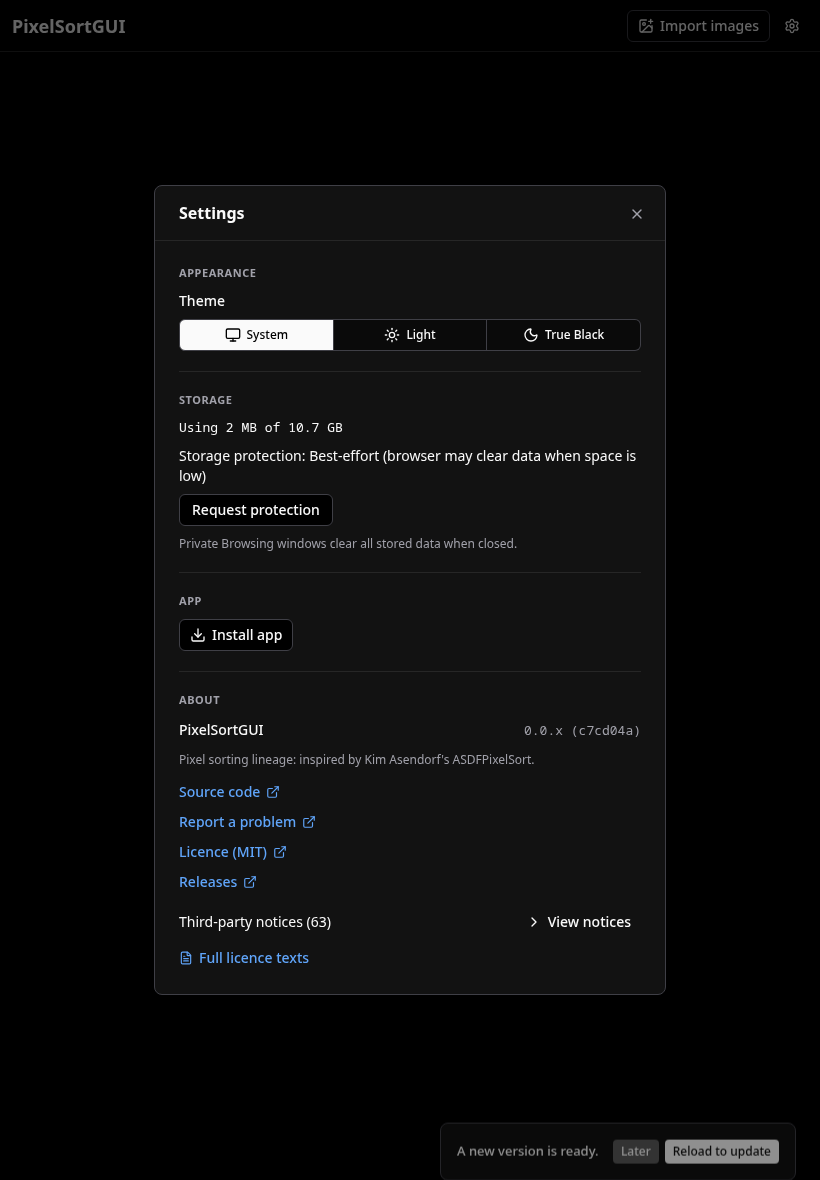 PixelSortGUI
Import images
Settings
APPEARANCE
Theme
System
Light
True Black
STORAGE
Using 2 MB of 10.7 GB
Storage protection: Best-effort (browser may clear data when space is
low)
Request protection
Private Browsing windows clear all stored data when closed.
APP
Install app
ABOUT
PixelSortGUI
0.0.x (c7cd04a)
Pixel sorting lineage: inspired by Kim Asendorf's ASDFPixelSort.
Source code
Report a problem
Licence (MIT)
Releases
Third-party notices (63)
View notices
Full licence texts
A new version is ready.
Later
Reload to update